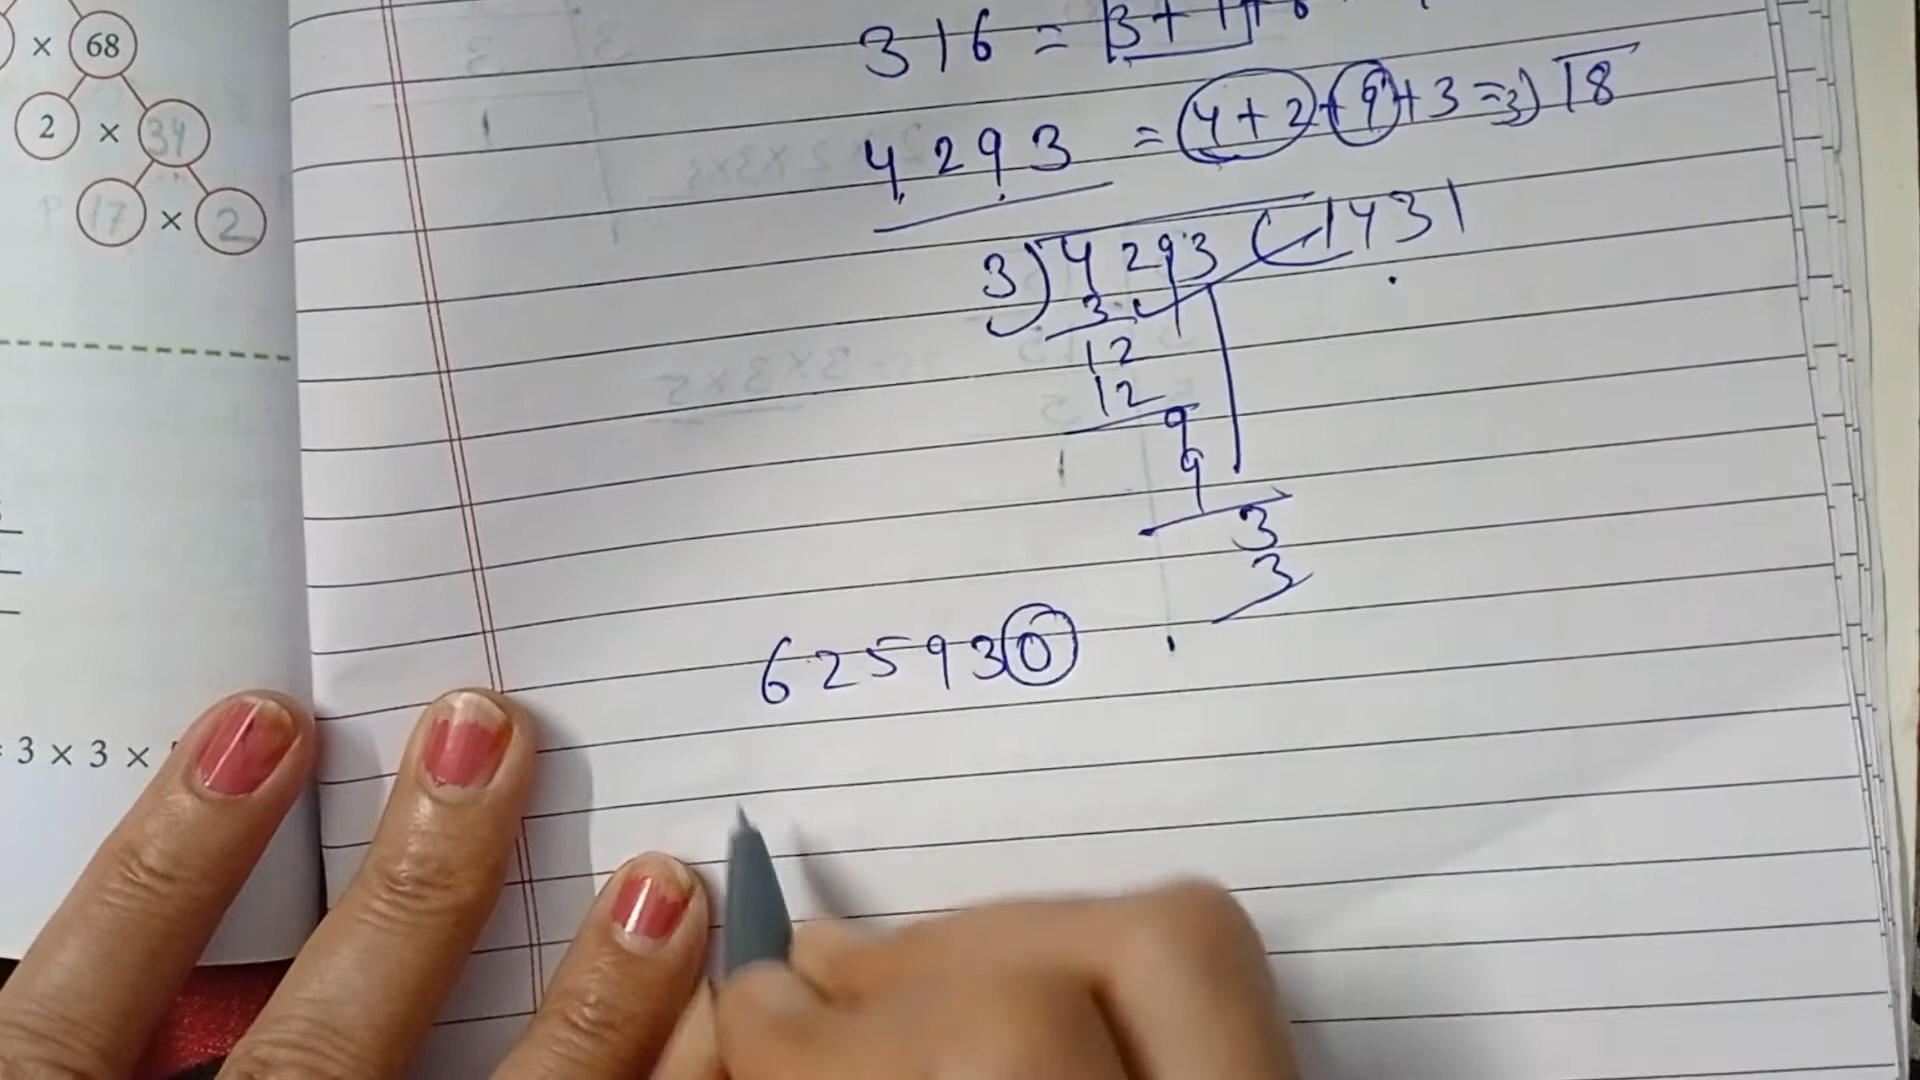 × 68
2 × 34
17 × 2
3 × 3 ×
316 = 3+1+
4293 = 4+2+9+3=3)18
3)4293(1431
3
12
12
9
9
3
3
625930